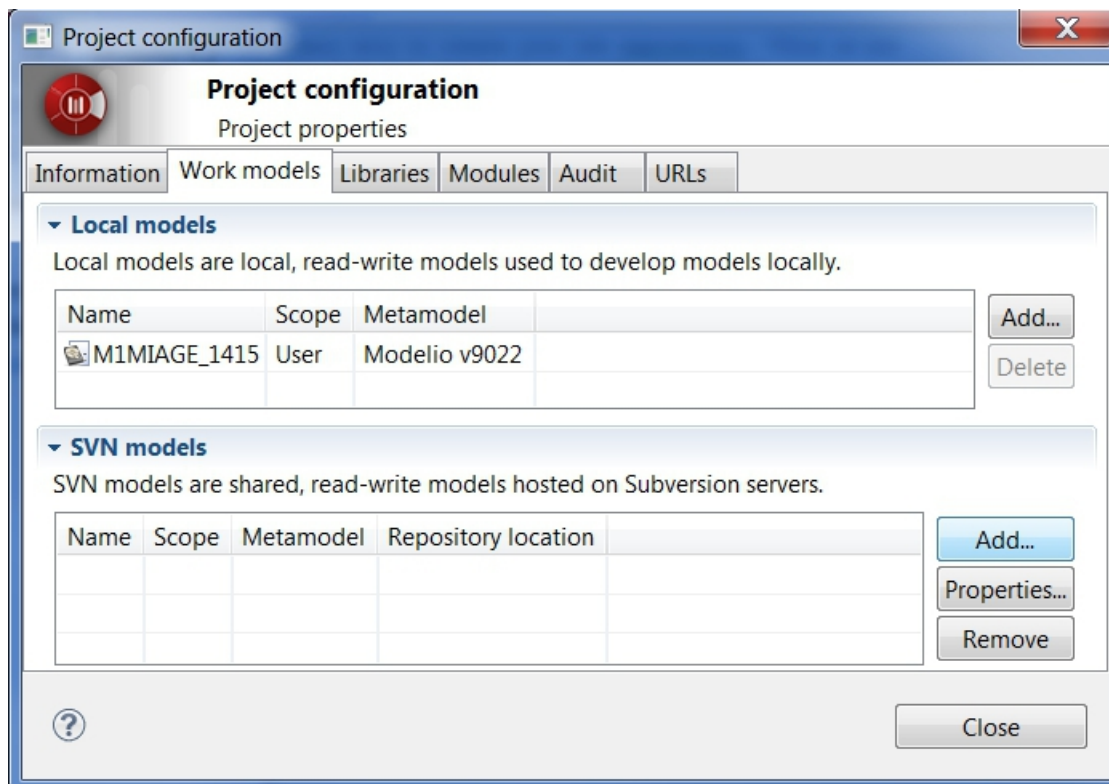 Project configuration
Project configuration
Project properties
Information Work models Libraries Modules Audit URLs
Local models
Local models are local, read-write models used to develop models locally.
Name Scope Metamodel
M1MIAGE_1415 User Modelio v9022
Add...
Delete
SVN models
SVN models are shared, read-write models hosted on Subversion servers.
Name Scope Metamodel Repository location
Add...
Properties...
Remove
?
Close